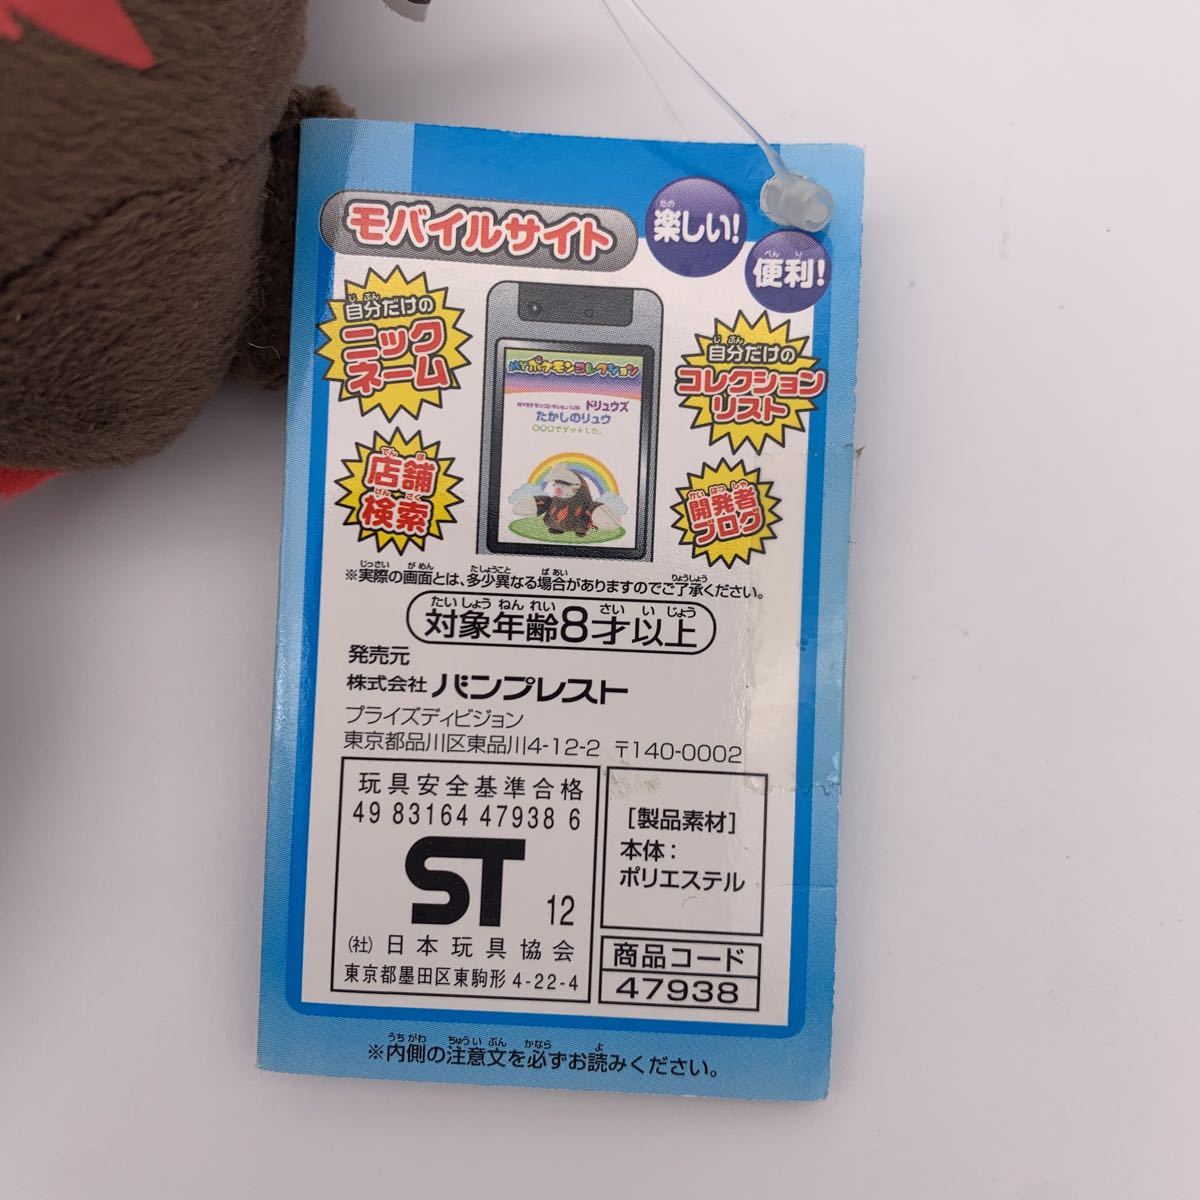 モバイルサイト
楽しい!
便利!
自分だけの
ニック
ネーム
自分だけの
コレクション
リスト
店舗
検索
開発者
ブログ
MYポケモンコレクション
ドリュウズ
たかしのリュウ
○○○でゲットした。
※実際の画面とは、多少異なる場合がありますのでご了承ください。
対象年齢8才以上
発売元
株式会社 バンプレスト
プライズディビジョン
東京都品川区東品川4-12-2 〒140-0002
玩具安全基準合格
49 83164 47938 6
ST 12
(社) 日本玩具協会
東京都墨田区東駒形 4-22-4
[製品素材]
本体:
ポリエステル
商品コード
47938
※内側の注意文を必ずお読みください。